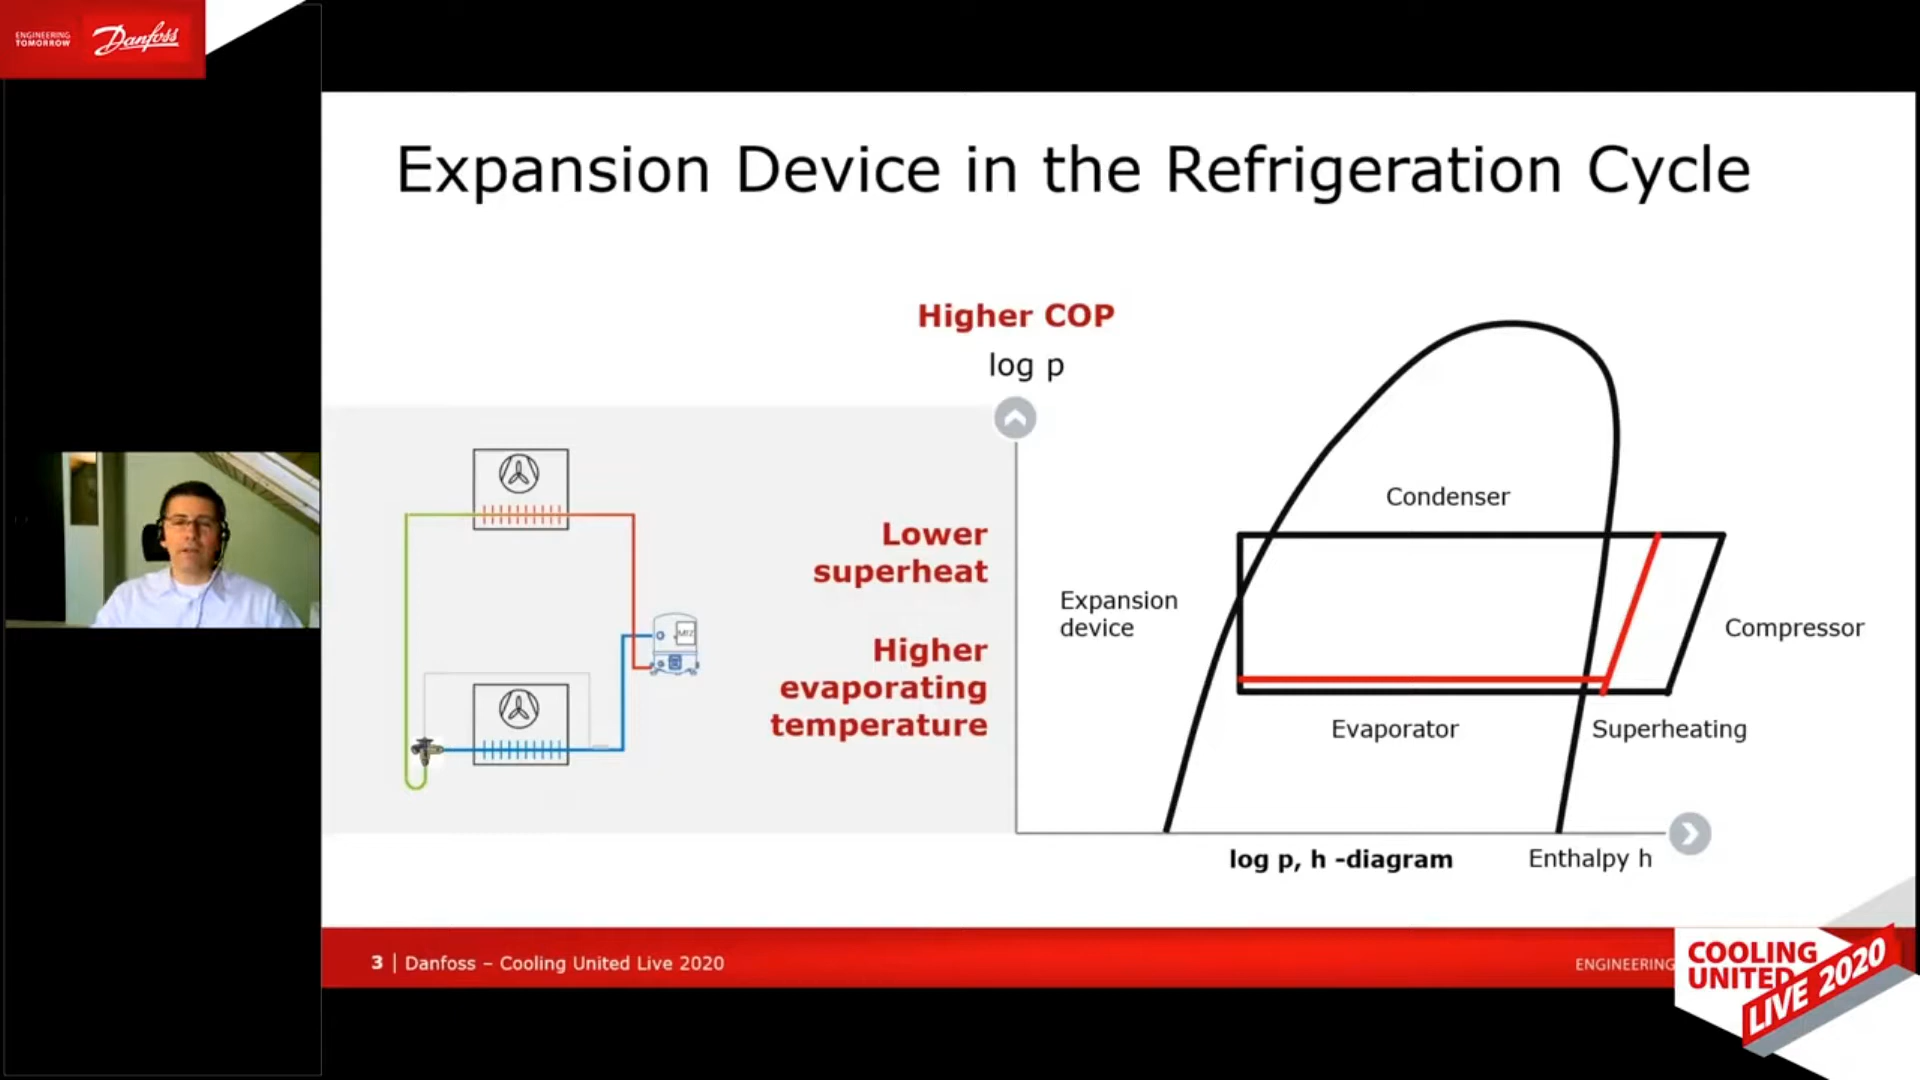 ENGINEERING
TOMORROW
Danfoss
Expansion Device in the Refrigeration Cycle
Higher COP
log p
Lower
superheat
Higher
evaporating
temperature
MTZ
Condenser
Expansion
device
Compressor
Evaporator
Superheating
log p, h -diagram
Enthalpy h
3 | Danfoss – Cooling United Live 2020
ENGINEERING
COOLING
UNITED
LIVE 2020